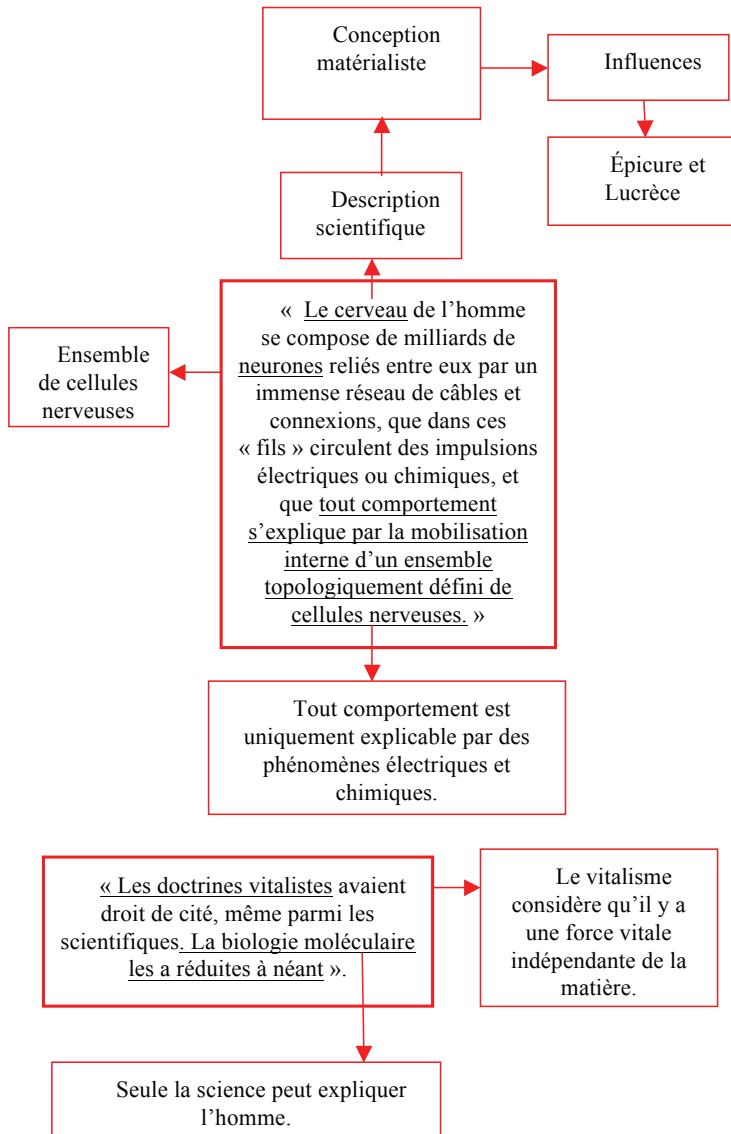 Conception
matérialiste
Influences
Épicure et
Lucrèce
Description
scientifique
« Le cerveau de l’homme
se compose de milliards de
neurones reliés entre eux par un
immense réseau de câbles et
connexions, que dans ces
« fils » circulent des impulsions
électriques ou chimiques, et
que tout comportement
s’explique par la mobilisation
interne d’un ensemble
topologiquement défini de
cellules nerveuses. »
Ensemble
de cellules
nerveuses
Tout comportement est
uniquement explicable par des
phénomènes électriques et
chimiques.
« Les doctrines vitalistes avaient
droit de cité, même parmi les
scientifiques. La biologie moléculaire
les a réduites à néant ».
Le vitalisme
considère qu’il y a
une force vitale
indépendante de la
matière.
Seule la science peut expliquer
l’homme.